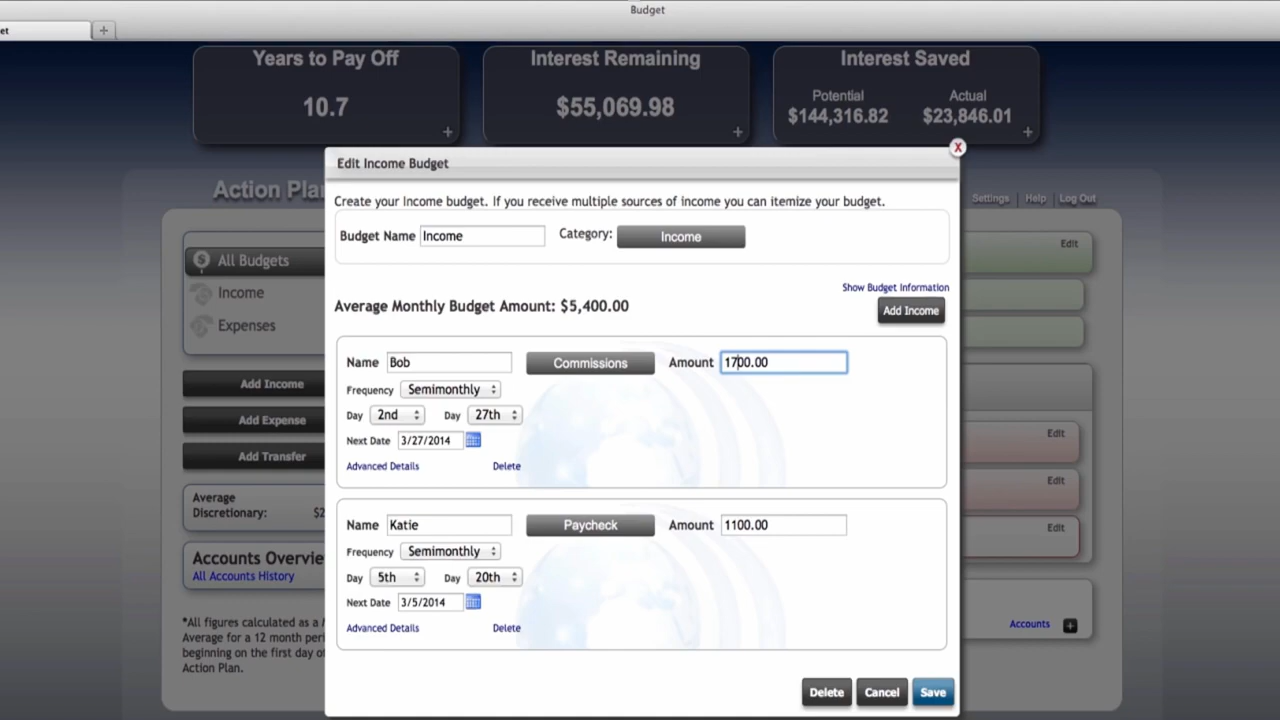 Budget
et
+
Years to Pay Off
10.7
+
Interest Remaining
$55,069.98
+
Interest Saved
Potential Actual
$144,316.82 $23,846.01
+
Settings Help Log Out
All Budgets
Income
Expenses
Add Income
Add Expense
Add Transfer
Average
Discretionary:
All Accounts History
*All figures calculated as a
Average for a 12 month
beginning on the first day of
Action Plan.
X
Edit Income Budget
Create your Income budget. If you receive multiple sources of income you can itemize your budget.
Budget Name Income Category: Income
Show Budget Information
Average Monthly Budget Amount: $5,400.00
Add Income
Name Bob Commissions Amount 1700.00
Frequency Semimonthly
Day 2nd Day 27th
Next Date 3/27/2014
Advanced Details Delete
Name Katie Paycheck Amount 1100.00
Frequency Semimonthly
Day 5th Day 20th
Next Date 3/5/2014
Advanced Details Delete
Delete Cancel Save
Edit
Edit
Edit
Edit
Accounts +